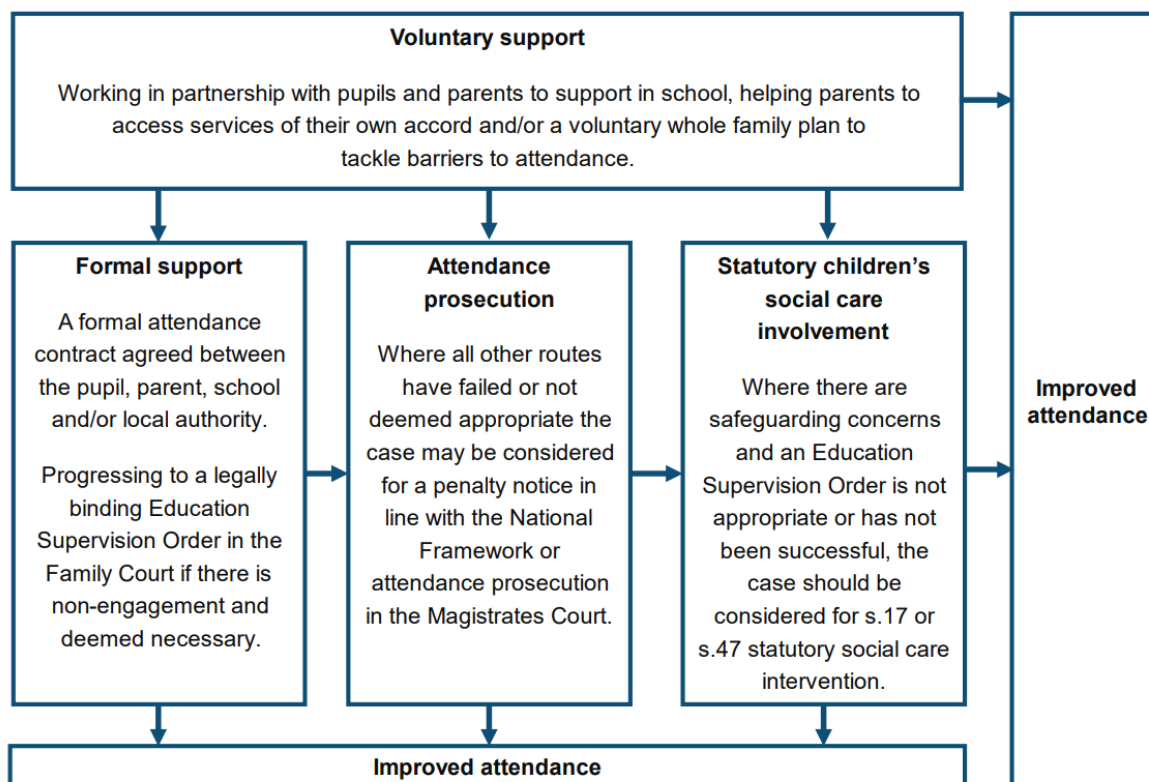 Voluntary support
Working in partnership with pupils and parents to support in school, helping parents to
access services of their own accord and/or a voluntary whole family plan to
tackle barriers to attendance.
Formal support
A formal attendance
contract agreed between
the pupil, parent, school
and/or local authority.
Progressing to a legally
binding Education
Supervision Order in the
Family Court if there is
non-engagement and
deemed necessary.
Attendance
prosecution
Where all other routes
have failed or not
deemed appropriate the
case may be considered
for a penalty notice in
line with the National
Framework or
attendance prosecution
in the Magistrates Court.
Statutory children’s
social care
involvement
Where there are
safeguarding concerns
and an Education
Supervision Order is not
appropriate or has not
been successful, the
case should be
considered for s.17 or
s.47 statutory social care
intervention.
Improved
attendance
Improved attendance